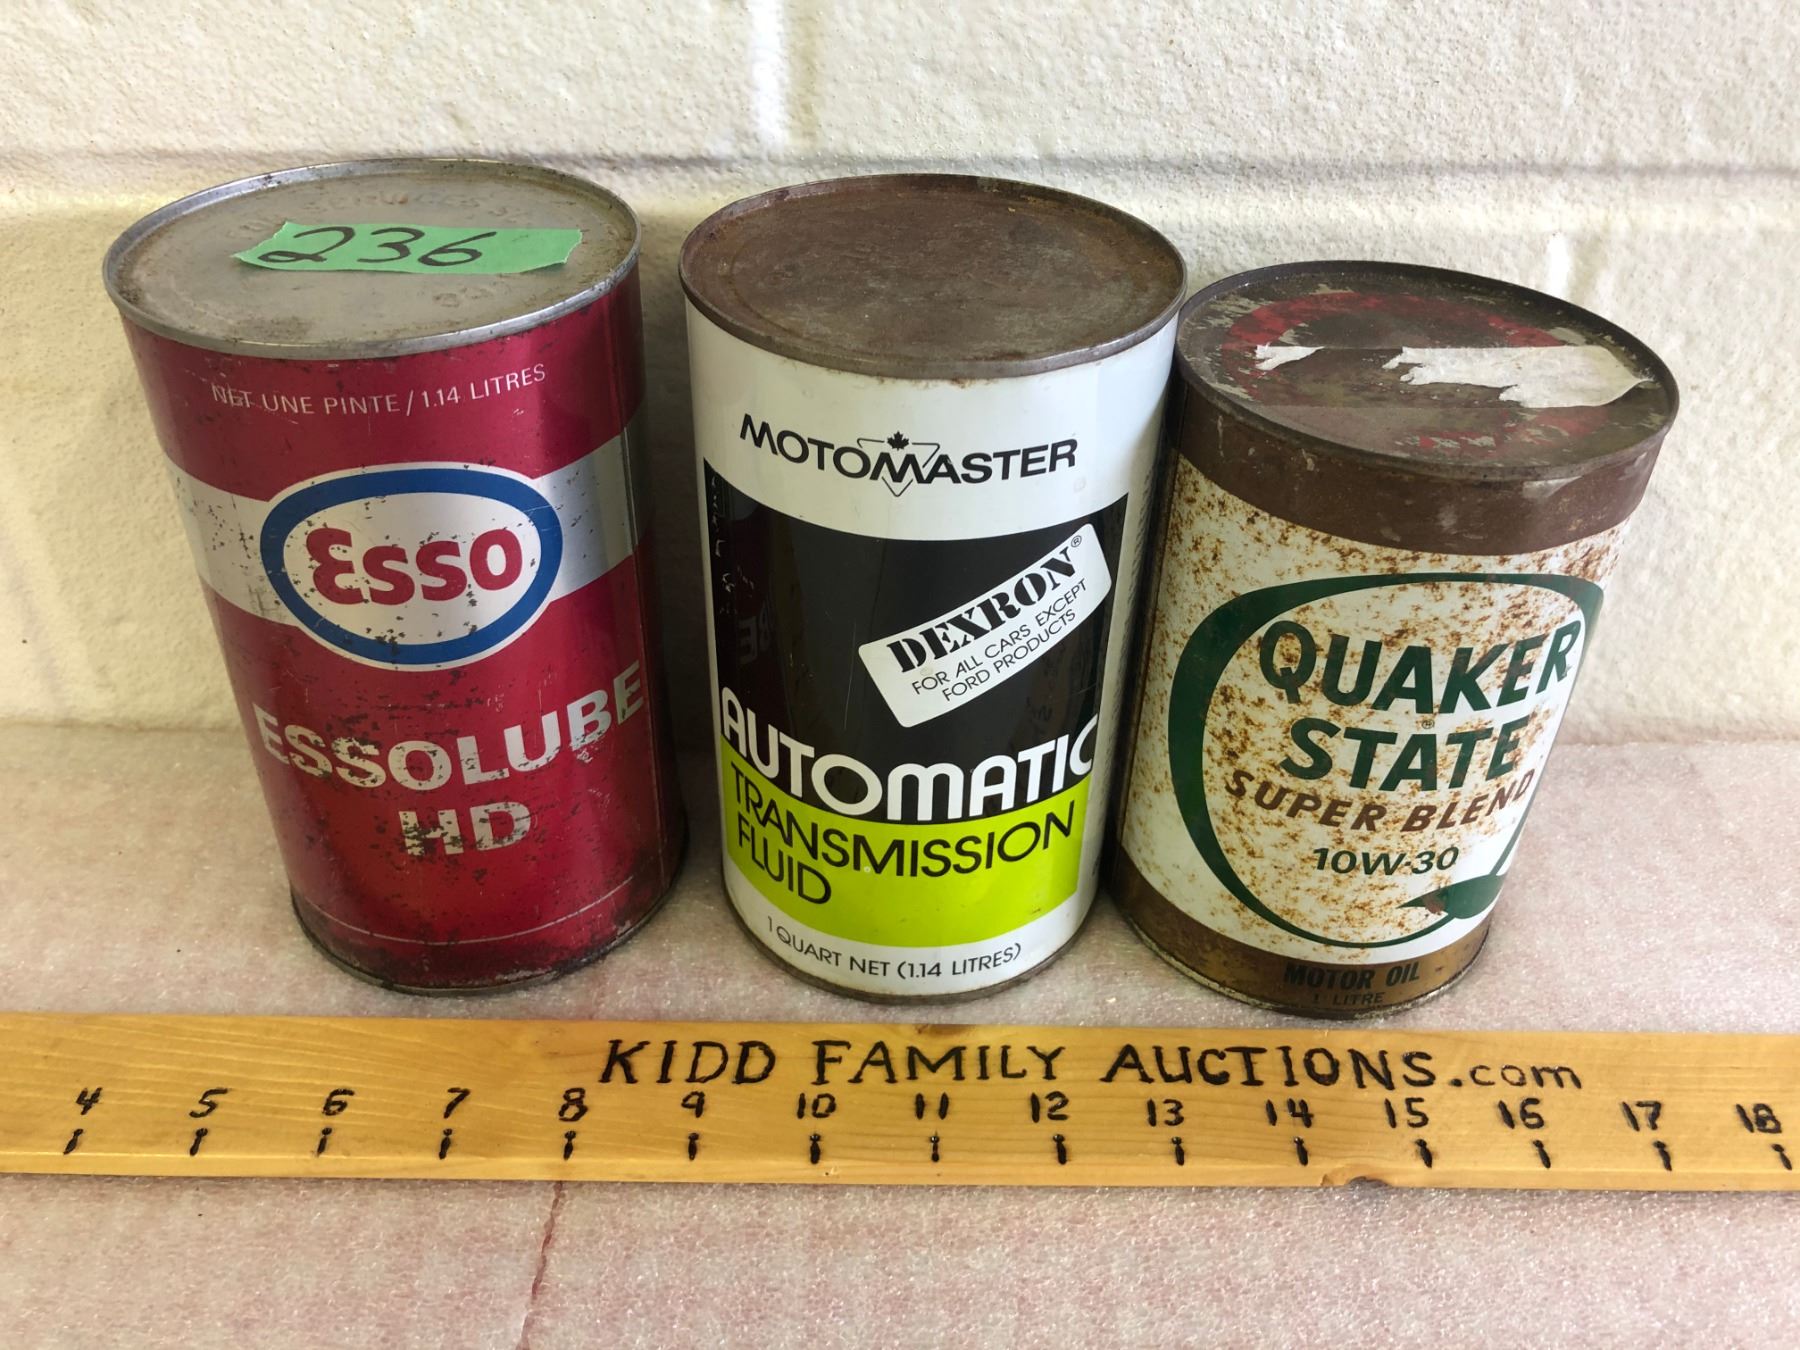 236
NET UNE PINTE / 1.14 LITRES
Esso
ESSOLUBE
HD
MOTOMASTER
DEXRON®
FOR ALL CARS EXCEPT
FORD PRODUCTS
AUTOMATIC
TRANSMISSION
FLUID
1 QUART NET (1.14 LITRES)
QUAKER
STATE®
SUPER BLEND
10W-30
MOTOR OIL
1 LITRE
KIDD FAMILY AUCTIONS.com
4 5 6 7 8 9 10 11 12 13 14 15 16 17 18